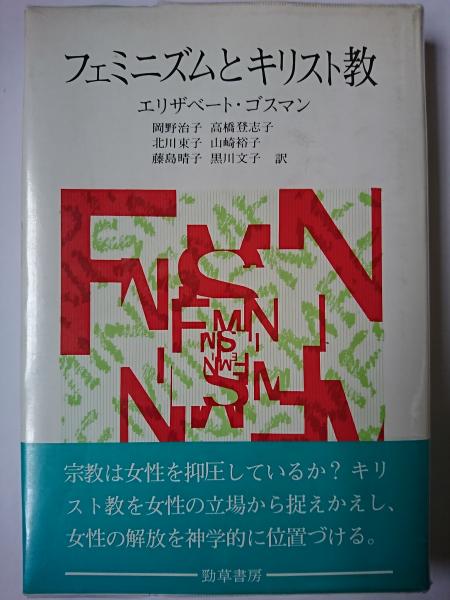 フェミニズムとキリスト教
エリザベート・ゴスマン
岡野治子 高橋登志子
北川東子 山崎裕子
藤島晴子 黒川文子 訳
宗教は女性を抑圧しているか? キリ
スト教を女性の立場から捉えかえし、
女性の解放を神学的に位置づける。
勁草書房